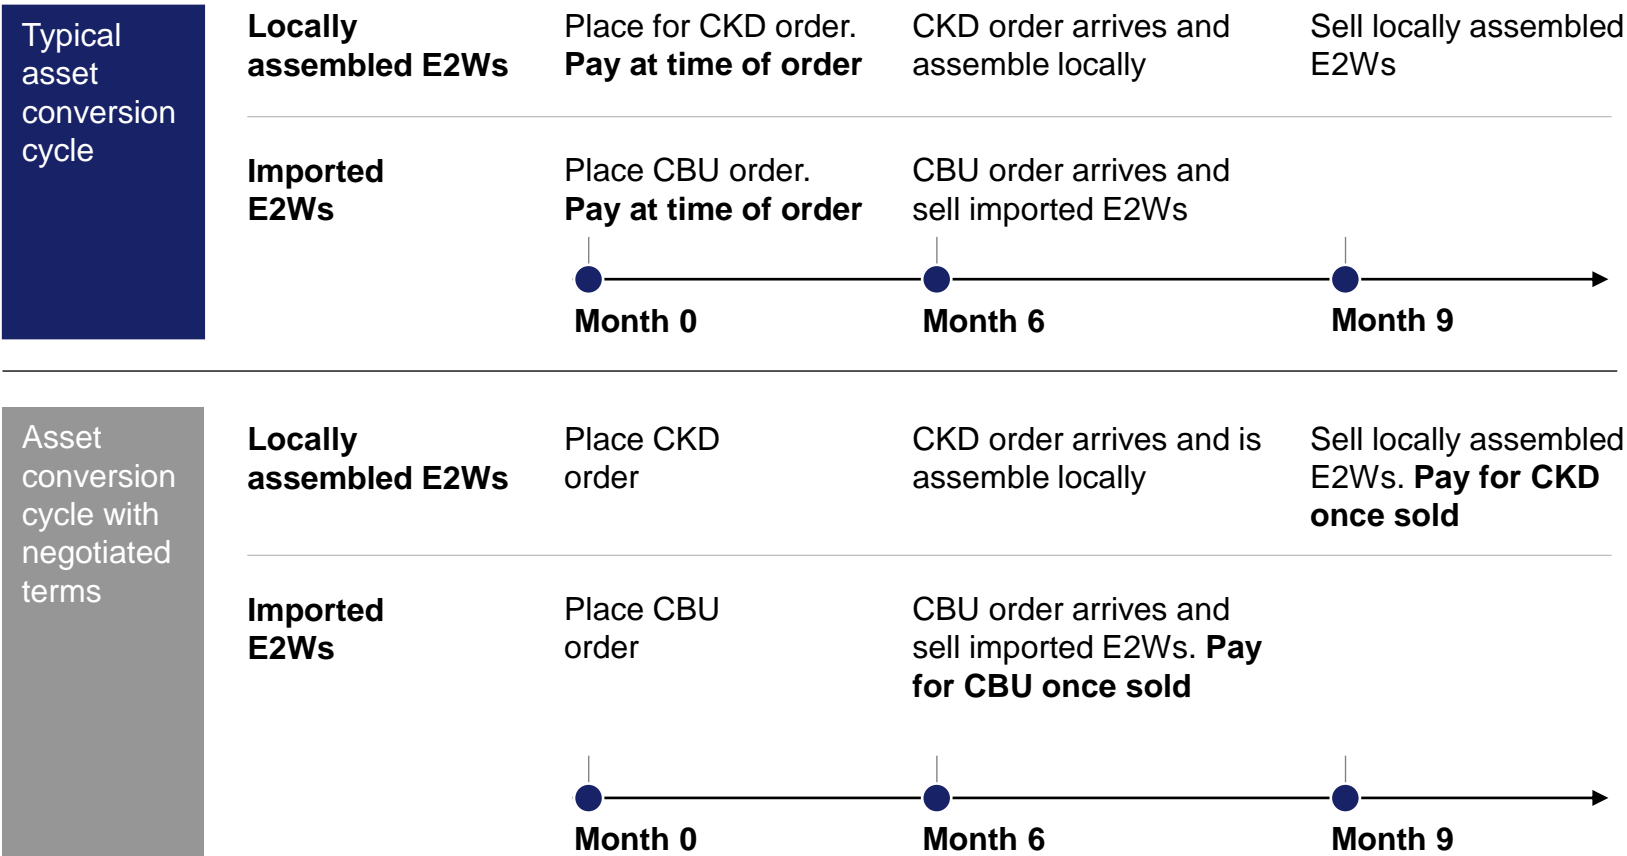 Typical
asset
conversion
cycle
Locally
assembled E2Ws
Place for CKD order.
Pay at time of order
CKD order arrives and
assemble locally
Sell locally assembled
E2Ws
Imported
E2Ws
Place CBU order.
Pay at time of order
CBU order arrives and
sell imported E2Ws
Month 0
Month 6
Month 9
Asset
conversion
cycle with
negotiated
terms
Locally
assembled E2Ws
Place CKD
order
CKD order arrives and is
assemble locally
Sell locally assembled
E2Ws. Pay for CKD
once sold
Imported
E2Ws
Place CBU
order
CBU order arrives and
sell imported E2Ws. Pay
for CBU once sold
Month 0
Month 6
Month 9